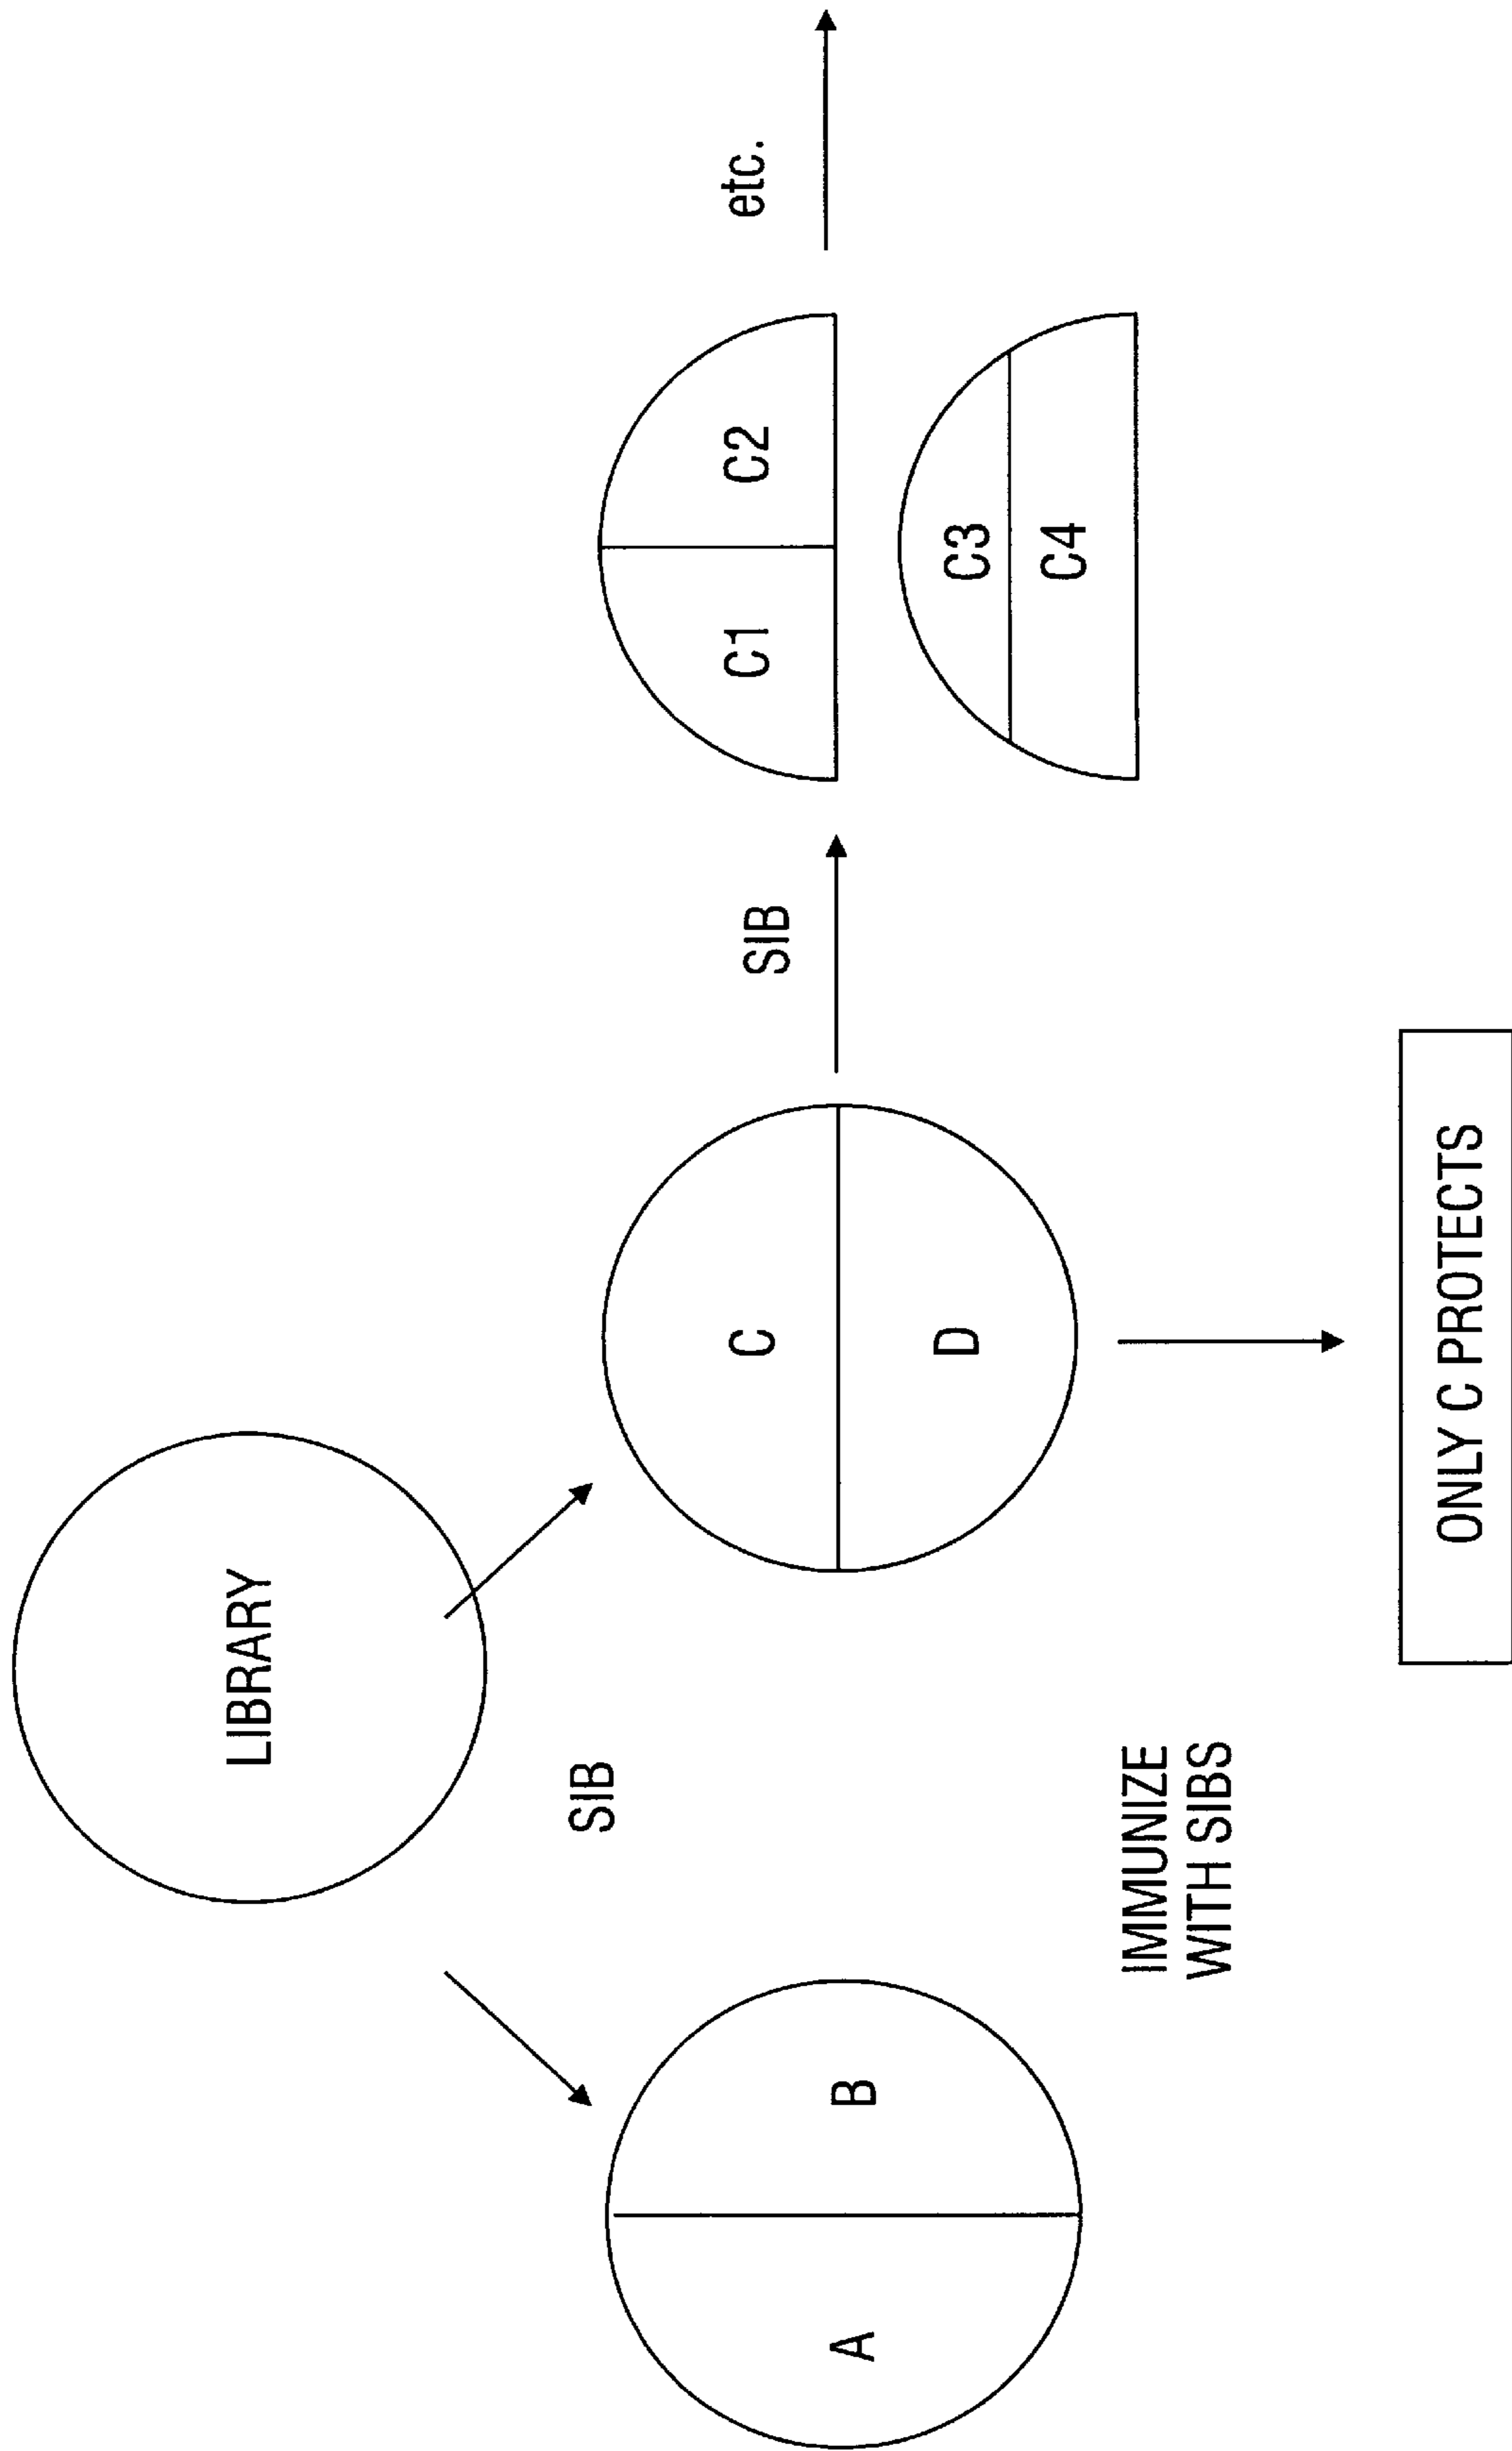 LIBRARY
SIB
A
B
C
D
SIB
C1
C2
C3
C4
etc.
IMMUNIZE
WITH SIBS
ONLY C PROTECTS